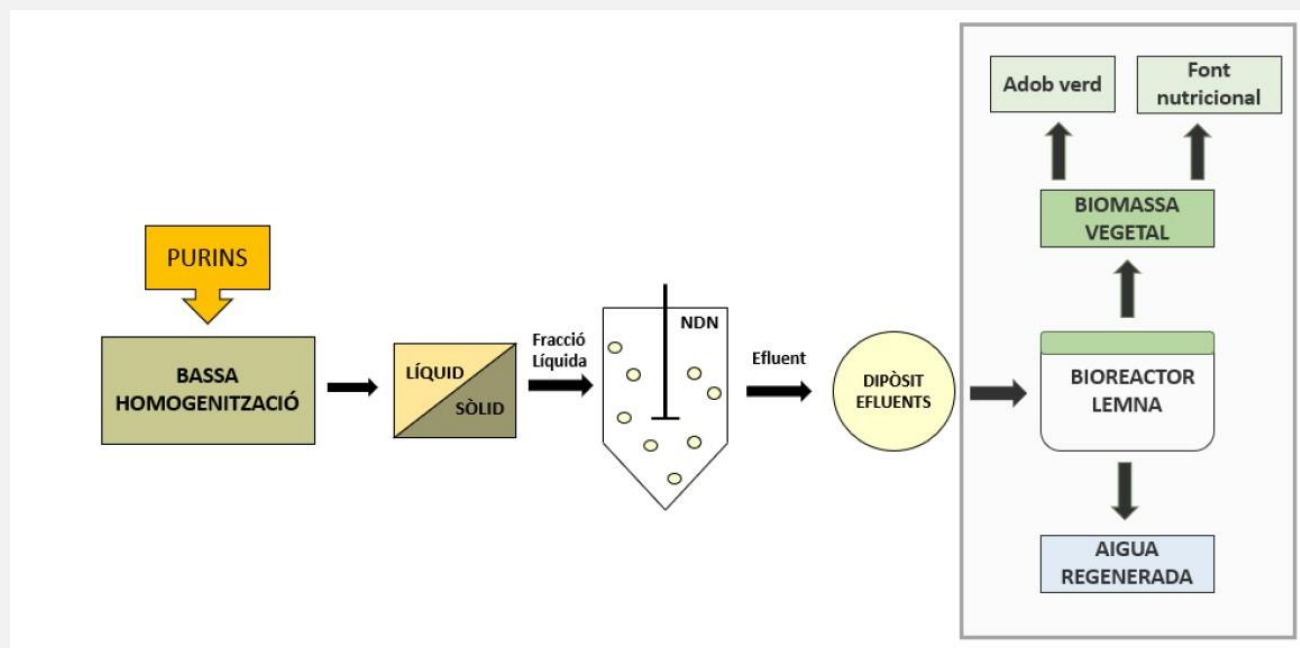 PURINS
BASSA
HOMOGENITZACIÓ
LÍQUID
SÒLID
Fracció
Líquida
NDN
Efluent
DIPÒSIT
EFLUENTS
Adob verd
Font
nutricional
BIOMASSA
VEGETAL
BIOREACTOR
LEMNA
AIGUA
REGENERADA